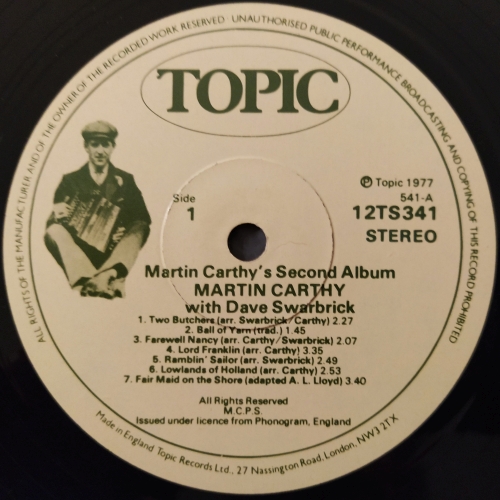 ALL RIGHTS OF THE MANUFACTURER AND OF THE OWNER OF THE RECORDED WORK RESERVED · UNAUTHORISED PUBLIC PERFORMANCE BROADCASTING AND COPYING OF THIS RECORD PROHIBITED
TOPIC
Side
1
℗ Topic 1977
541-A
12TS341
STEREO
Martin Carthy's Second Album
MARTIN CARTHY
with Dave Swarbrick
1. Two Butchers (arr. Swarbrick/Carthy) 2.27
2. Ball of Yarn (trad.) 1.45
3. Farewell Nancy (arr. Carthy/Swarbrick) 2.07
4. Lord Franklin (arr. Carthy) 3.35
5. Ramblin' Sailor (arr. Swarbrick) 2.49
6. Lowlands of Holland (arr. Carthy) 2.53
7. Fair Maid on the Shore (adapted A. L. Lloyd) 3.40
All Rights Reserved
M.C.P.S.
Issued under licence from Phonogram, England
Made in England Topic Records Ltd., 27 Nassington Road, London, NW3 2TX